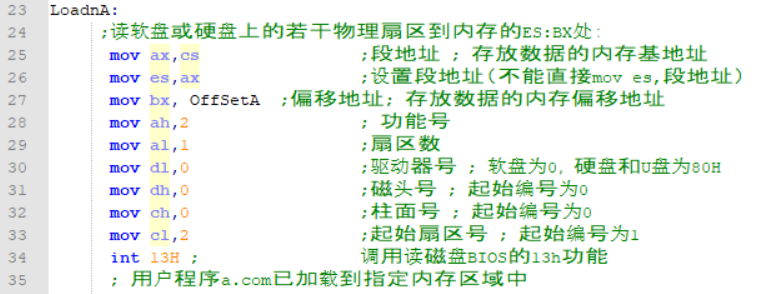 23 LoadnA:
24 ;读软盘或硬盘上的若干物理扇区到内存的ES:BX处:
25 mov ax,cs ;段地址 ; 存放数据的内存基地址
26 mov es,ax ;设置段地址(不能直接mov es,段地址)
27 mov bx, OffSetA ;偏移地址; 存放数据的内存偏移地址
28 mov ah,2 ; 功能号
29 mov al,1 ;扇区数
30 mov dl,0 ;驱动器号 ; 软盘为0, 硬盘和U盘为80H
31 mov dh,0 ;磁头号 ; 起始编号为0
32 mov ch,0 ;柱面号 ; 起始编号为0
33 mov cl,2 ;起始扇区号 ; 起始编号为1
34 int 13H ; 调用读磁盘BIOS的13h功能
35 ; 用户程序a.com已加载到指定内存区域中